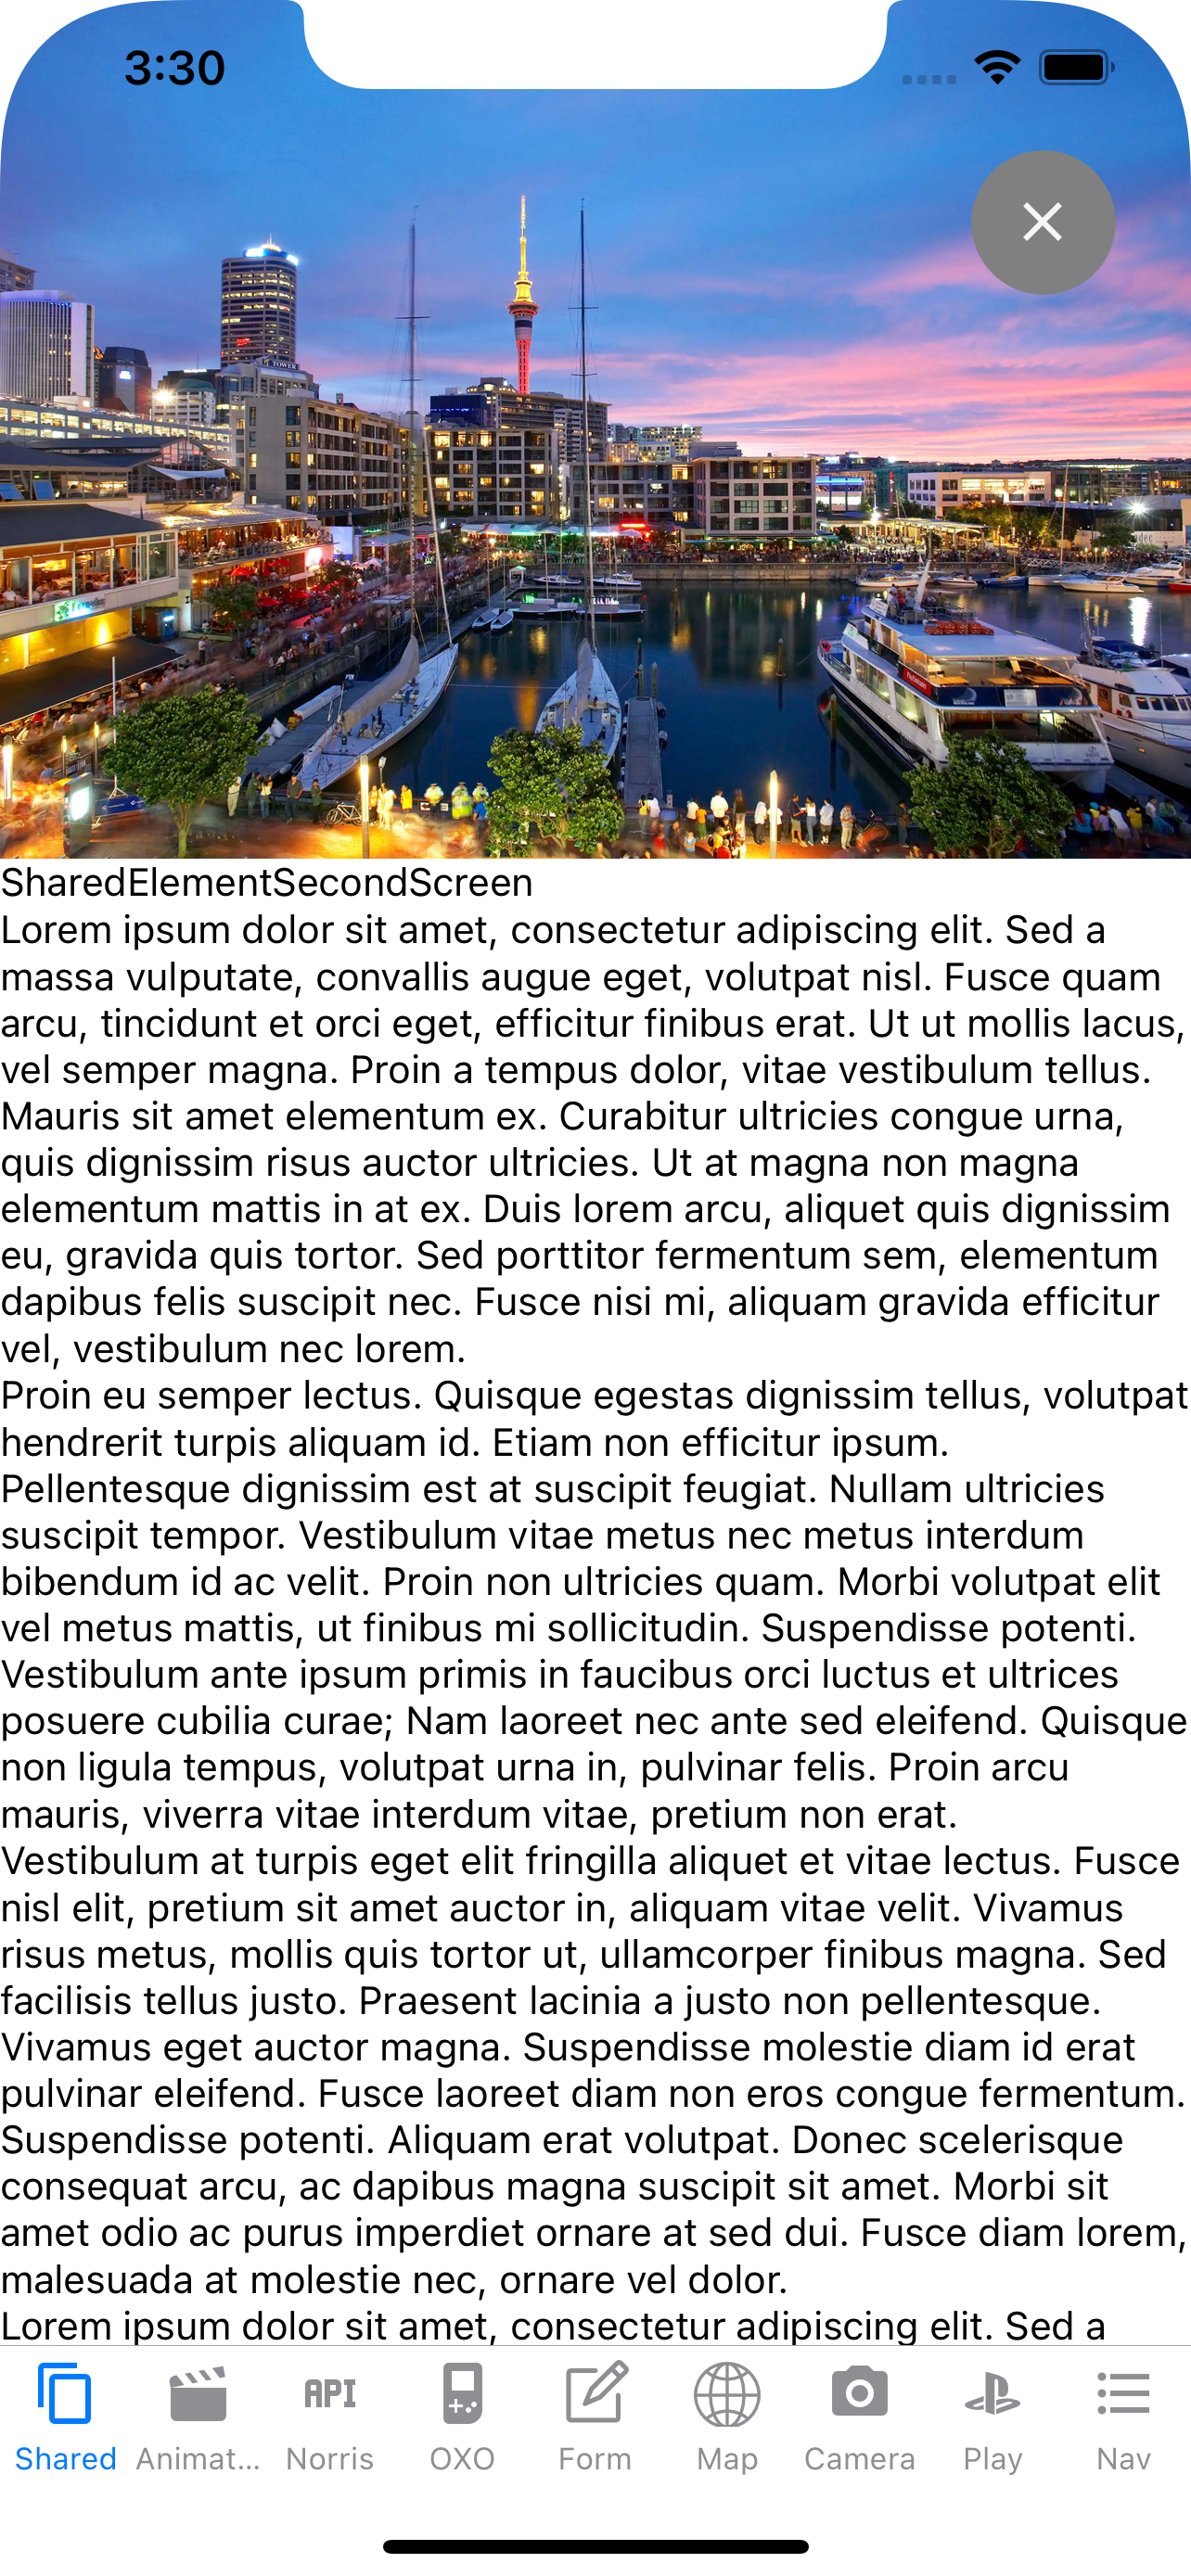 3:30
TOWER
SharedElementSecondScreen
Lorem ipsum dolor sit amet, consectetur adipiscing elit. Sed a
massa vulputate, convallis augue eget, volutpat nisl. Fusce quam
arcu, tincidunt et orci eget, efficitur finibus erat. Ut ut mollis lacus,
vel semper magna. Proin a tempus dolor, vitae vestibulum tellus.
Mauris sit amet elementum ex. Curabitur ultricies congue urna,
quis dignissim risus auctor ultricies. Ut at magna non magna
elementum mattis in at ex. Duis lorem arcu, aliquet quis dignissim
eu, gravida quis tortor. Sed porttitor fermentum sem, elementum
dapibus felis suscipit nec. Fusce nisi mi, aliquam gravida efficitur
vel, vestibulum nec lorem.
Proin eu semper lectus. Quisque egestas dignissim tellus, volutpat
hendrerit turpis aliquam id. Etiam non efficitur ipsum.
Pellentesque dignissim est at suscipit feugiat. Nullam ultricies
suscipit tempor. Vestibulum vitae metus nec metus interdum
bibendum id ac velit. Proin non ultricies quam. Morbi volutpat elit
vel metus mattis, ut finibus mi sollicitudin. Suspendisse potenti.
Vestibulum ante ipsum primis in faucibus orci luctus et ultrices
posuere cubilia curae; Nam laoreet nec ante sed eleifend. Quisque
non ligula tempus, volutpat urna in, pulvinar felis. Proin arcu
mauris, viverra vitae interdum vitae, pretium non erat.
Vestibulum at turpis eget elit fringilla aliquet et vitae lectus. Fusce
nisl elit, pretium sit amet auctor in, aliquam vitae velit. Vivamus
risus metus, mollis quis tortor ut, ullamcorper finibus magna. Sed
facilisis tellus justo. Praesent lacinia a justo non pellentesque.
Vivamus eget auctor magna. Suspendisse molestie diam id erat
pulvinar eleifend. Fusce laoreet diam non eros congue fermentum.
Suspendisse potenti. Aliquam erat volutpat. Donec scelerisque
consequat arcu, ac dapibus magna suscipit sit amet. Morbi sit
amet odio ac purus imperdiet ornare at sed dui. Fusce diam lorem,
malesuada at molestie nec, ornare vel dolor.
Lorem ipsum dolor sit amet, consectetur adipiscing elit. Sed a
API
Shared Animat... Norris OXO Form Map Camera Play Nav